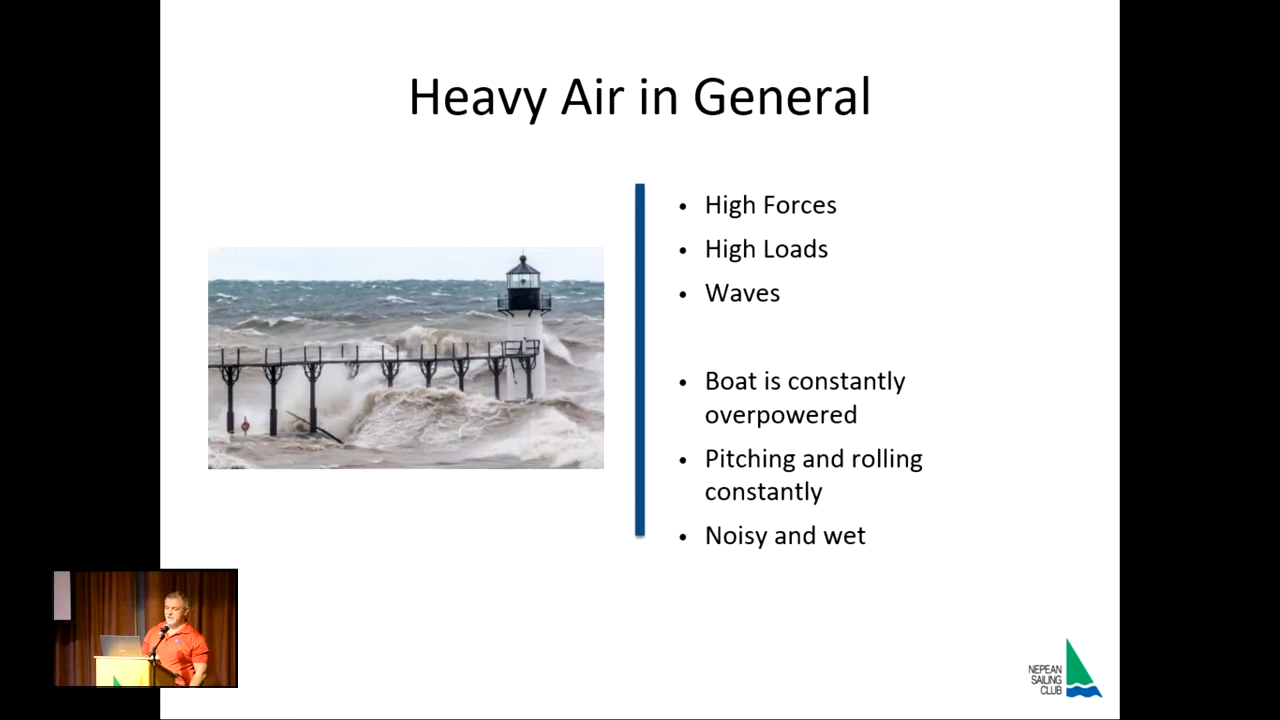 Heavy Air in General
• High Forces
• High Loads
• Waves
• Boat is constantly
overpowered
• Pitching and rolling
constantly
• Noisy and wet
NEPEAN
SAILING
CLUB